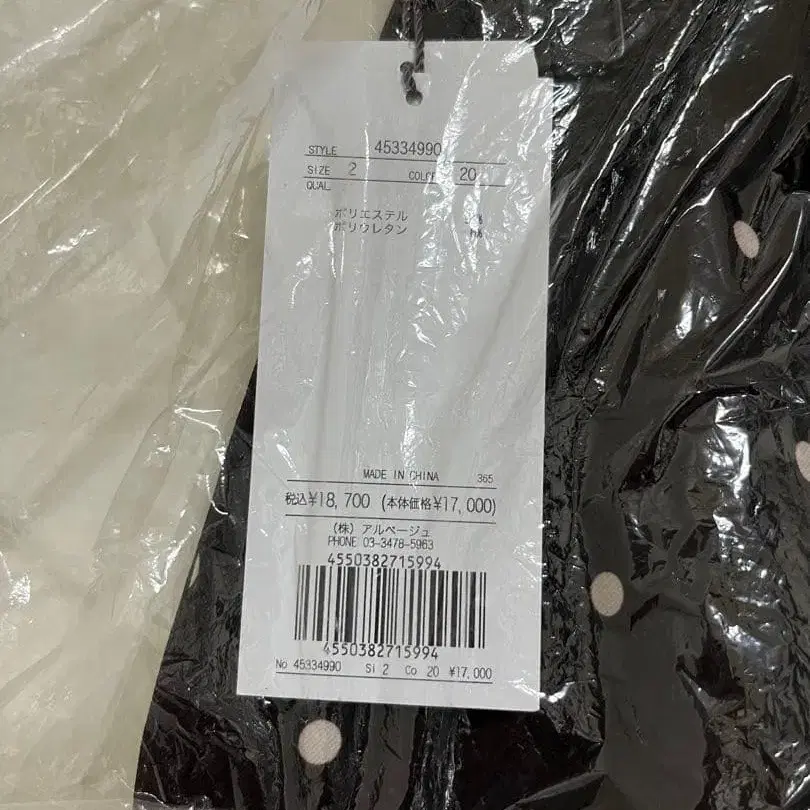 STYLE 45334990
SIZE 2 COLOR 20
QUAL
ポリエステル
ポリウレタン
MADE IN CHINA 365
税込¥18,700 (本体価格¥17,000)
(株) アルページュ
PHONE 03-3478-5963
4550382715994
4550382715994
No 45334990 Si 2 Co 20 ¥17,000